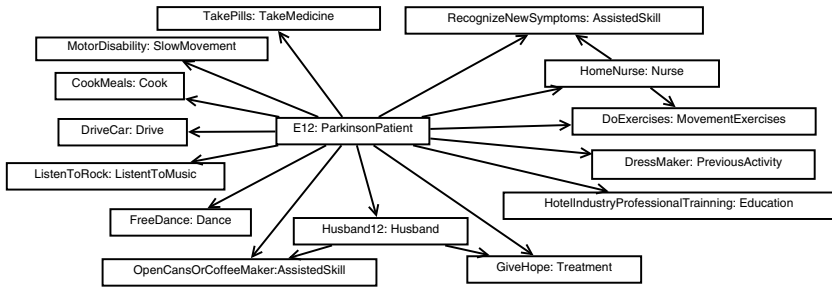 TakePills: TakeMedicine
RecognizeNewSymptoms: AssistedSkill
MotorDisability: SlowMovement
HomeNurse: Nurse
CookMeals: Cook
DoExercises: MovementExercises
E12: ParkinsonPatient
DriveCar: Drive
DressMaker: PreviousActivity
ListenToRock: ListentToMusic
HotelIndustryProfessionalTrainning: Education
FreeDance: Dance
Husband12: Husband
OpenCansOrCoffeeMaker:AssistedSkill
GiveHope: Treatment